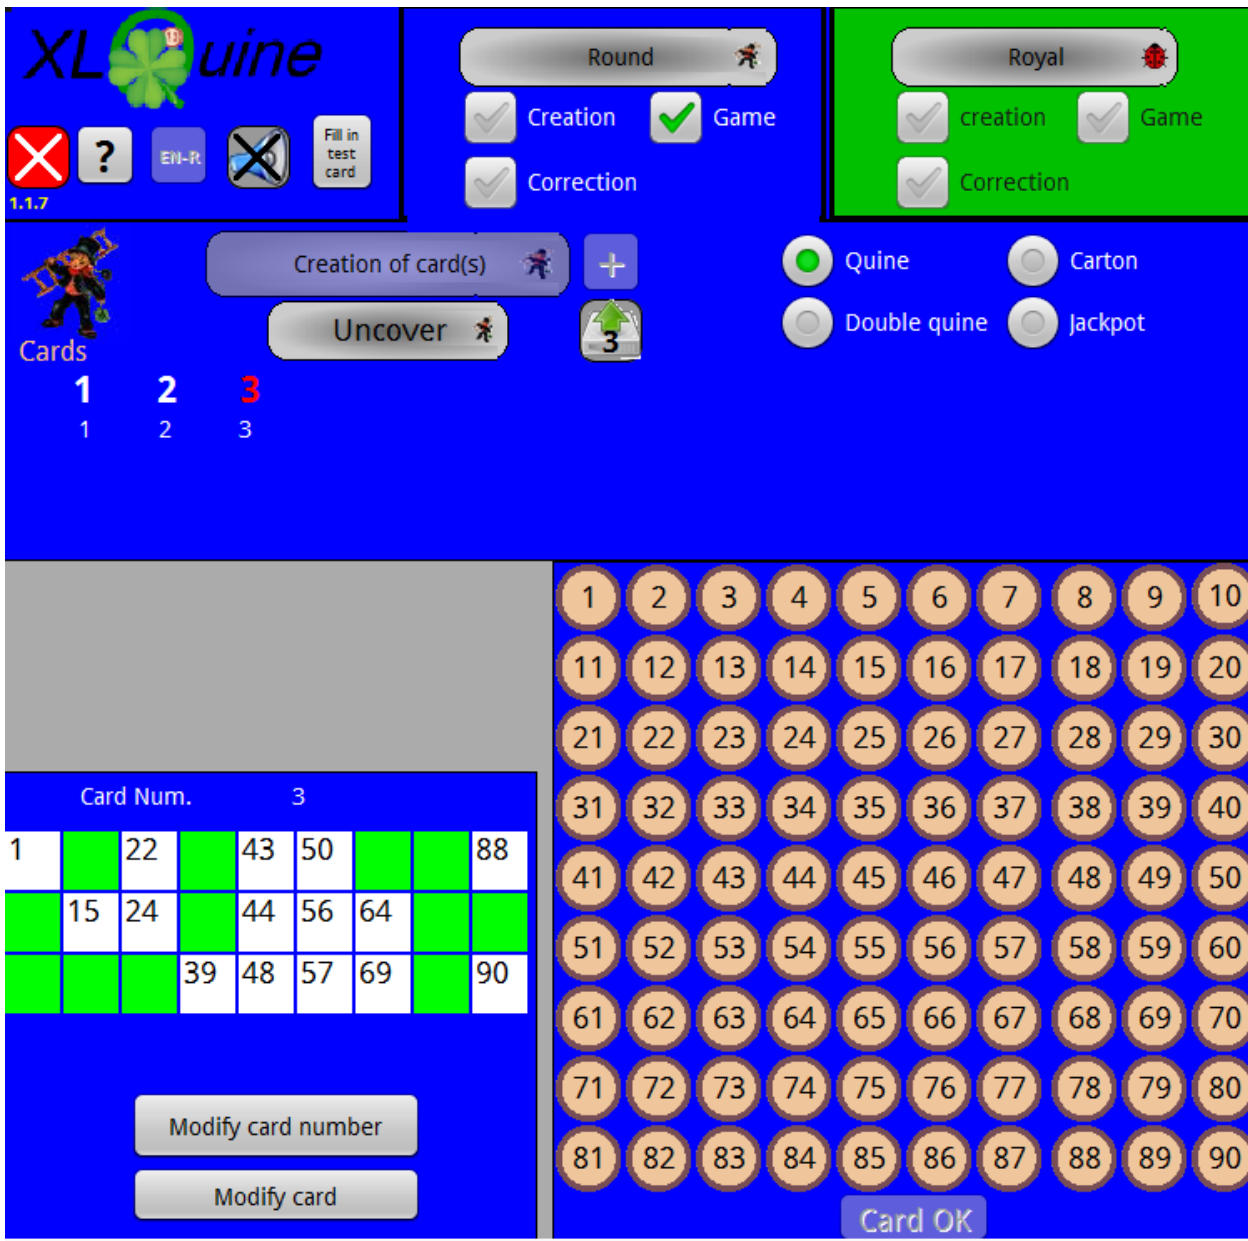 XLQuine
Round
Royal
Creation
Game
creation
Game
Fill in
test
card
?
EN-R
Correction
Correction
1.1.7
Creation of card(s)
+
Quine
Carton
Uncover
3
Double quine
Jackpot
Cards
1 2 3
1 2 3
1 2 3 4 5 6 7 8 9 10
11 12 13 14 15 16 17 18 19 20
21 22 23 24 25 26 27 28 29 30
31 32 33 34 35 36 37 38 39 40
41 42 43 44 45 46 47 48 49 50
51 52 53 54 55 56 57 58 59 60
61 62 63 64 65 66 67 68 69 70
71 72 73 74 75 76 77 78 79 80
81 82 83 84 85 86 87 88 89 90
Card Num. 3
1 22 43 50 88
15 24 44 56 64
39 48 57 69 90
Modify card number
Modify card
Card OK